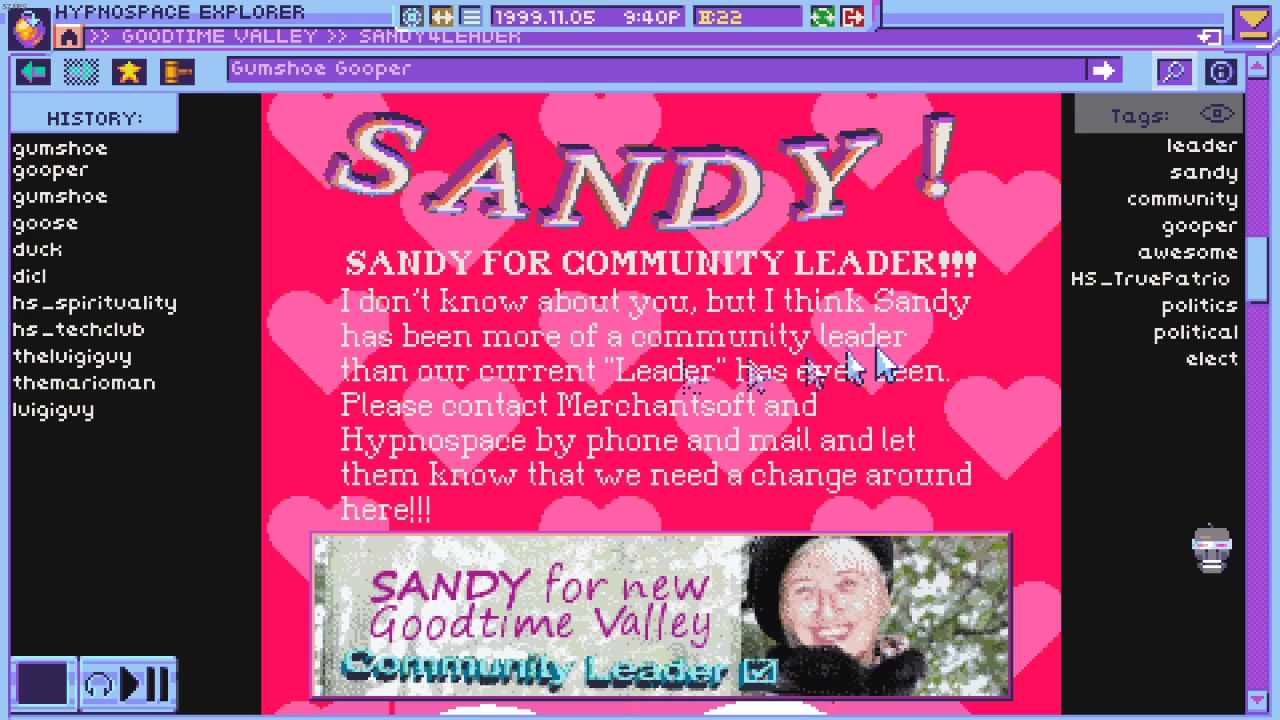 HYPNOSPACE EXPLORER
1999.11.05 9:40P
22
>> GOODTIME VALLEY >> SANDY4LEADER
Gumshoe Gooper
HISTORY:
gumshoe
gooper
gumshoe
goose
duck
dicl
hs_spirituality
hs_techclub
theluigiguy
themarioman
luigiguy
SANDY!
SANDY FOR COMMUNITY LEADER!!!
I don't know about you, but I think Sandy
has been more of a community leader
than our current "Leader" has ever been.
Please contact Merchantsoft and
Hypnospace by phone and mail and let
them know that we need a change around
here!!!
SANDY for new
Goodtime Valley
Community Leader
Tags:
leader
sandy
community
gooper
awesome
HS_TruePatrio
politics
political
elect